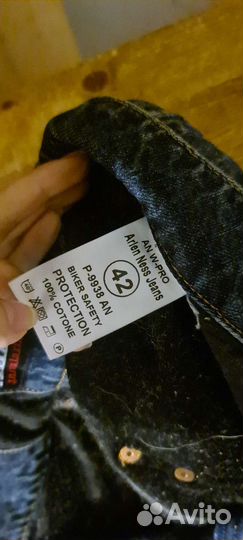 AN W-PRO
Arlen Ness Jeans
42
P-9938 AN
BIKER SAFETY
PROTECTION
100% COTONE
Avito